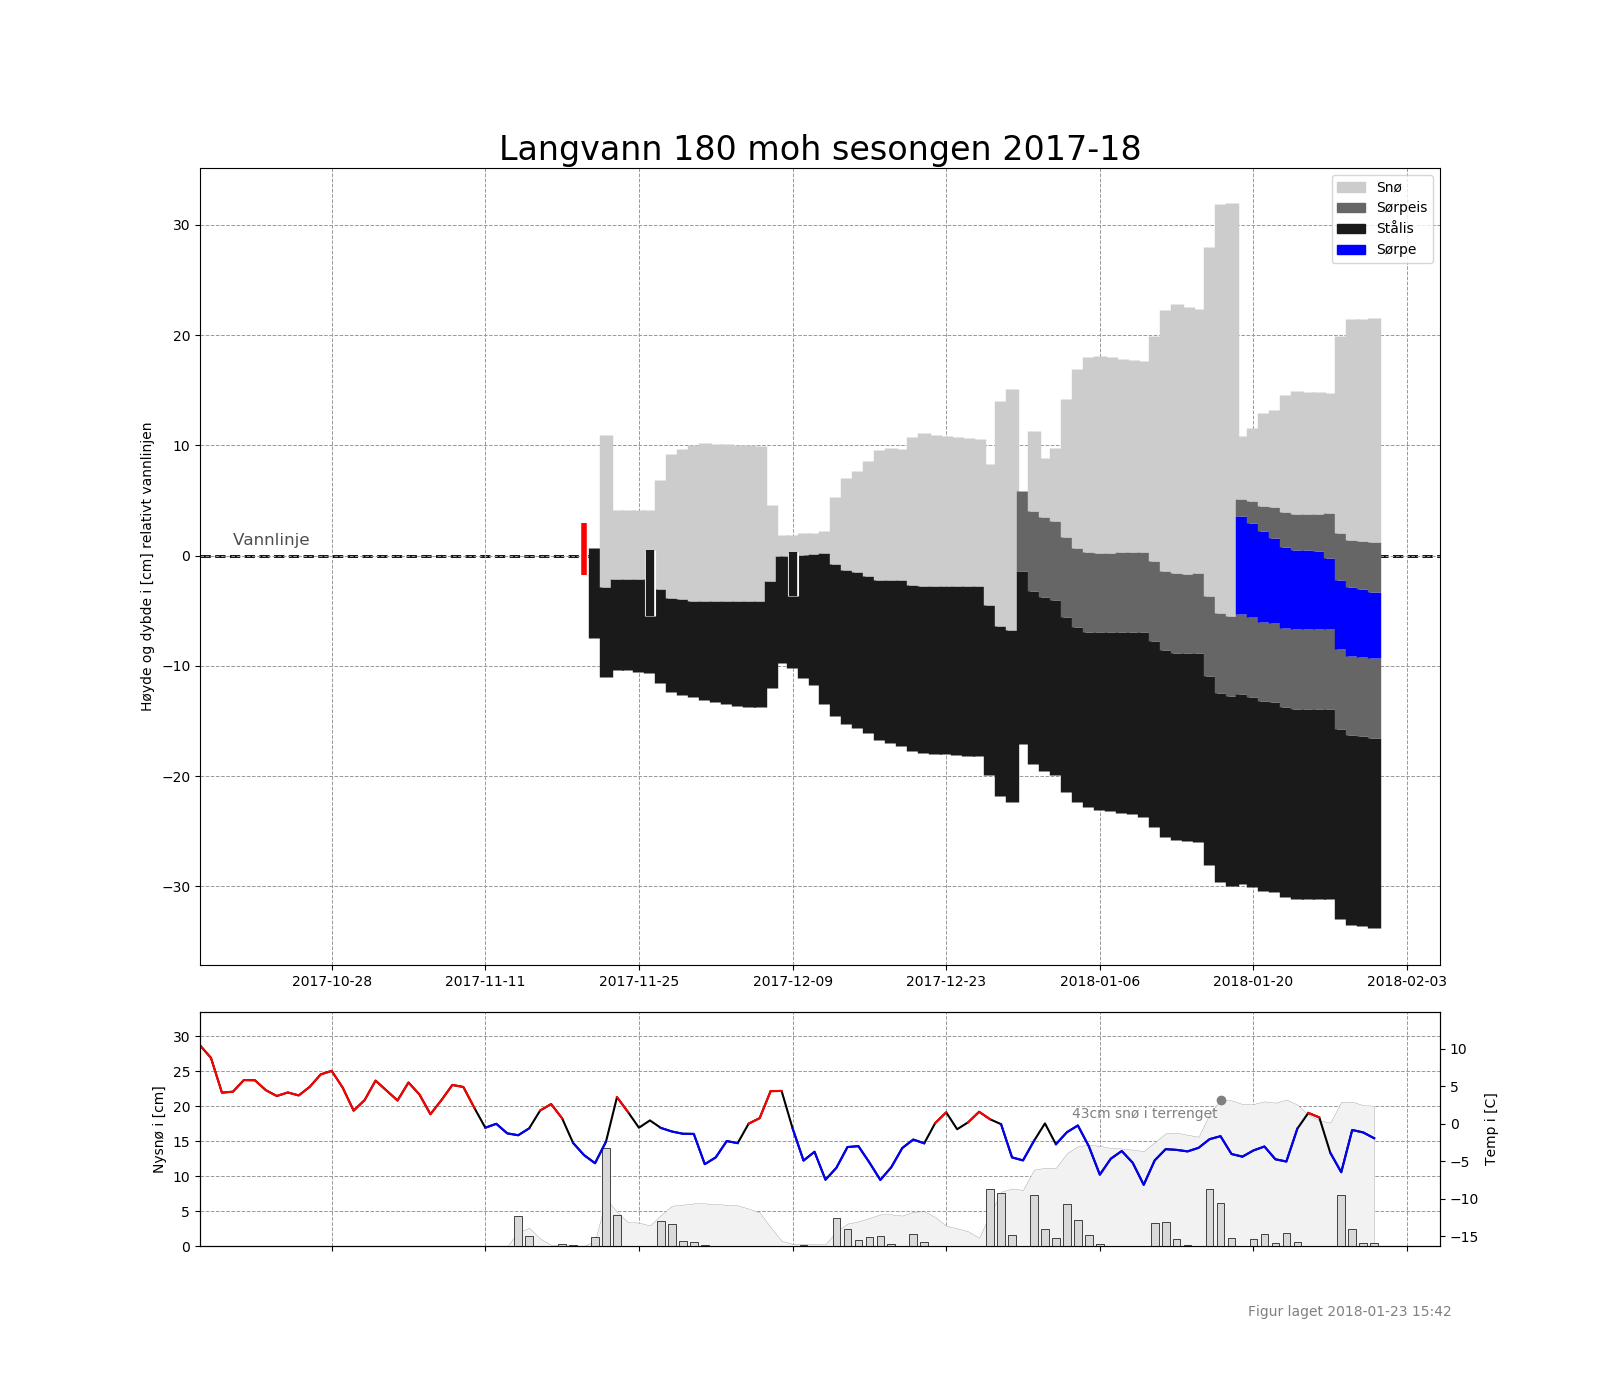 Langvann 180 moh sesongen 2017-18
Snø
Sørpeis
Stålis
Sørpe
Høyde og dybde i [cm] relativt vannlinjen
30
20
10
0
−10
−20
−30
Vannlinje
2017-10-28 2017-11-11 2017-11-25 2017-12-09 2017-12-23 2018-01-06 2018-01-20 2018-02-03
Nysnø i [cm]
30
25
20
15
10
5
0
43cm snø i terrenget
10
5
0
−5
−10
−15
Temp i [C]
Figur laget 2018-01-23 15:42